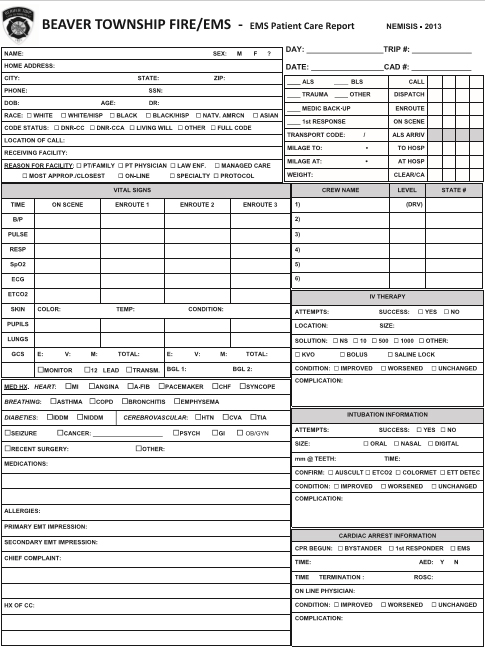 BEAVER TOWNSHIP FIRE/EMS - EMS Patient Care Report NEMISIS • 2013
NAME: SEX: M F ?
HOME ADDRESS:
CITY: STATE: ZIP:
PHONE: SSN:
DOB: AGE: DR:
RACE: ☐ WHITE ☐ WHITE/HISP ☐ BLACK ☐ BLACK/HISP ☐ NATV. AMRCN ☐ ASIAN
CODE STATUS: ☐ DNR-CC ☐ DNR-CCA ☐ LIVING WILL ☐ OTHER ☐ FULL CODE
LOCATION OF CALL:
RECEIVING FACILITY:
REASON FOR FACILITY: ☐ PT/FAMILY ☐ PT PHYSICIAN ☐ LAW ENF. ☐ MANAGED CARE
☐ MOST APPROP./CLOSEST ☐ ON-LINE ☐ SPECIALTY ☐ PROTOCOL
DAY: ____________ TRIP #: ____________
DATE: ____________ CAD #: ____________
____ ALS ____ BLS CALL
____ TRAUMA ____ OTHER DISPATCH
____ MEDIC BACK-UP ENROUTE
____ 1st RESPONSE ON SCENE
TRANSPORT CODE: / ALS ARRIV
MILAGE TO: • TO HOSP
MILAGE AT: • AT HOSP
WEIGHT: CLEAR/CA
VITAL SIGNS
TIME ON SCENE ENROUTE 1 ENROUTE 2 ENROUTE 3
B/P
PULSE
RESP
SpO2
ECG
ETCO2
SKIN COLOR: TEMP: CONDITION:
PUPILS
LUNGS
GCS E: V: M: TOTAL: E: V: M: TOTAL:
☐MONITOR ☐12 LEAD ☐TRANSM. BGL 1: BGL 2:
MED HX. HEART: ☐MI ☐ANGINA ☐A-FIB ☐PACEMAKER ☐CHF ☐SYNCOPE
BREATHING: ☐ASTHMA ☐COPD ☐BRONCHITIS ☐EMPHYSEMA
DIABETIES: ☐IDDM ☐NIDDM CEREBROVASCULAR: ☐HTN ☐CVA ☐TIA
☐SEIZURE ☐CANCER: ____________ ☐PSYCH ☐GI ☐ OB/GYN
☐RECENT SURGERY: ☐OTHER:
MEDICATIONS:
ALLERGIES:
PRIMARY EMT IMPRESSION:
SECONDARY EMT IMPRESSION:
CHIEF COMPLAINT:
HX OF CC:
CREW NAME LEVEL STATE #
1) (DRV)
2)
3)
4)
5)
6)
IV THERAPY
ATTEMPTS: SUCCESS: ☐ YES ☐ NO
LOCATION: SIZE:
SOLUTION: ☐ NS ☐ 10 ☐ 500 ☐ 1000 ☐ OTHER:
☐ KVO ☐ BOLUS ☐ SALINE LOCK
CONDITION: ☐ IMPROVED ☐ WORSENED ☐ UNCHANGED
COMPLICATION:
INTUBATION INFORMATION
ATTEMPTS: SUCCESS: ☐ YES ☐ NO
SIZE: ☐ ORAL ☐ NASAL ☐ DIGITAL
mm @ TEETH: TIME:
CONFIRM: ☐ AUSCULT ☐ ETCO2 ☐ COLORMET ☐ ETT DETEC
CONDITION: ☐ IMPROVED ☐ WORSENED ☐ UNCHANGED
COMPLICATION:
CARDIAC ARREST INFORMATION
CPR BEGUN: ☐ BYSTANDER ☐ 1st RESPONDER ☐ EMS
TIME: AED: Y N
TIME TERMINATION : ROSC:
ON LINE PHYSICIAN:
CONDITION: ☐ IMPROVED ☐ WORSENED ☐ UNCHANGED
COMPLICATION: